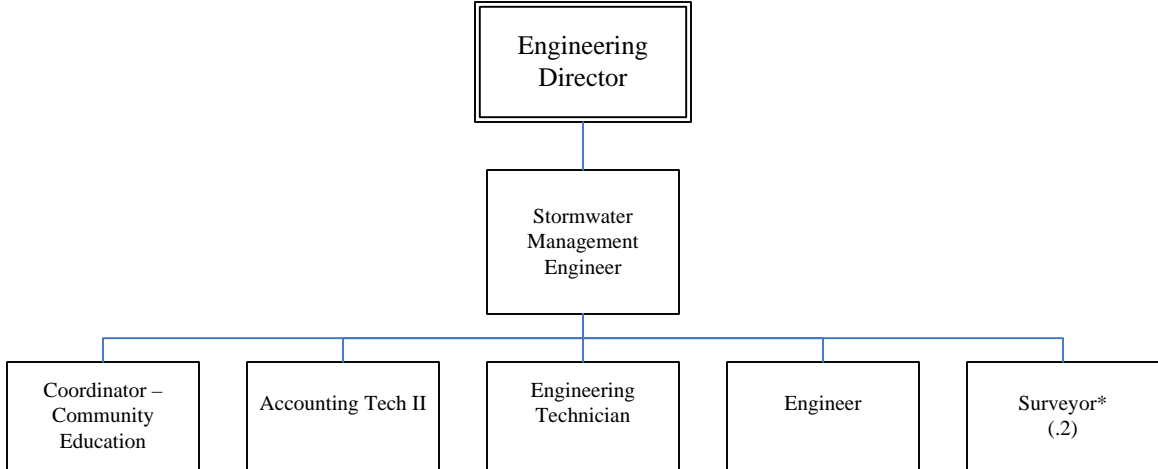 Engineering
Director
Stormwater
Management
Engineer
Coordinator –
Community
Education
Accounting Tech II
Engineering
Technician
Engineer
Surveyor*
(.2)